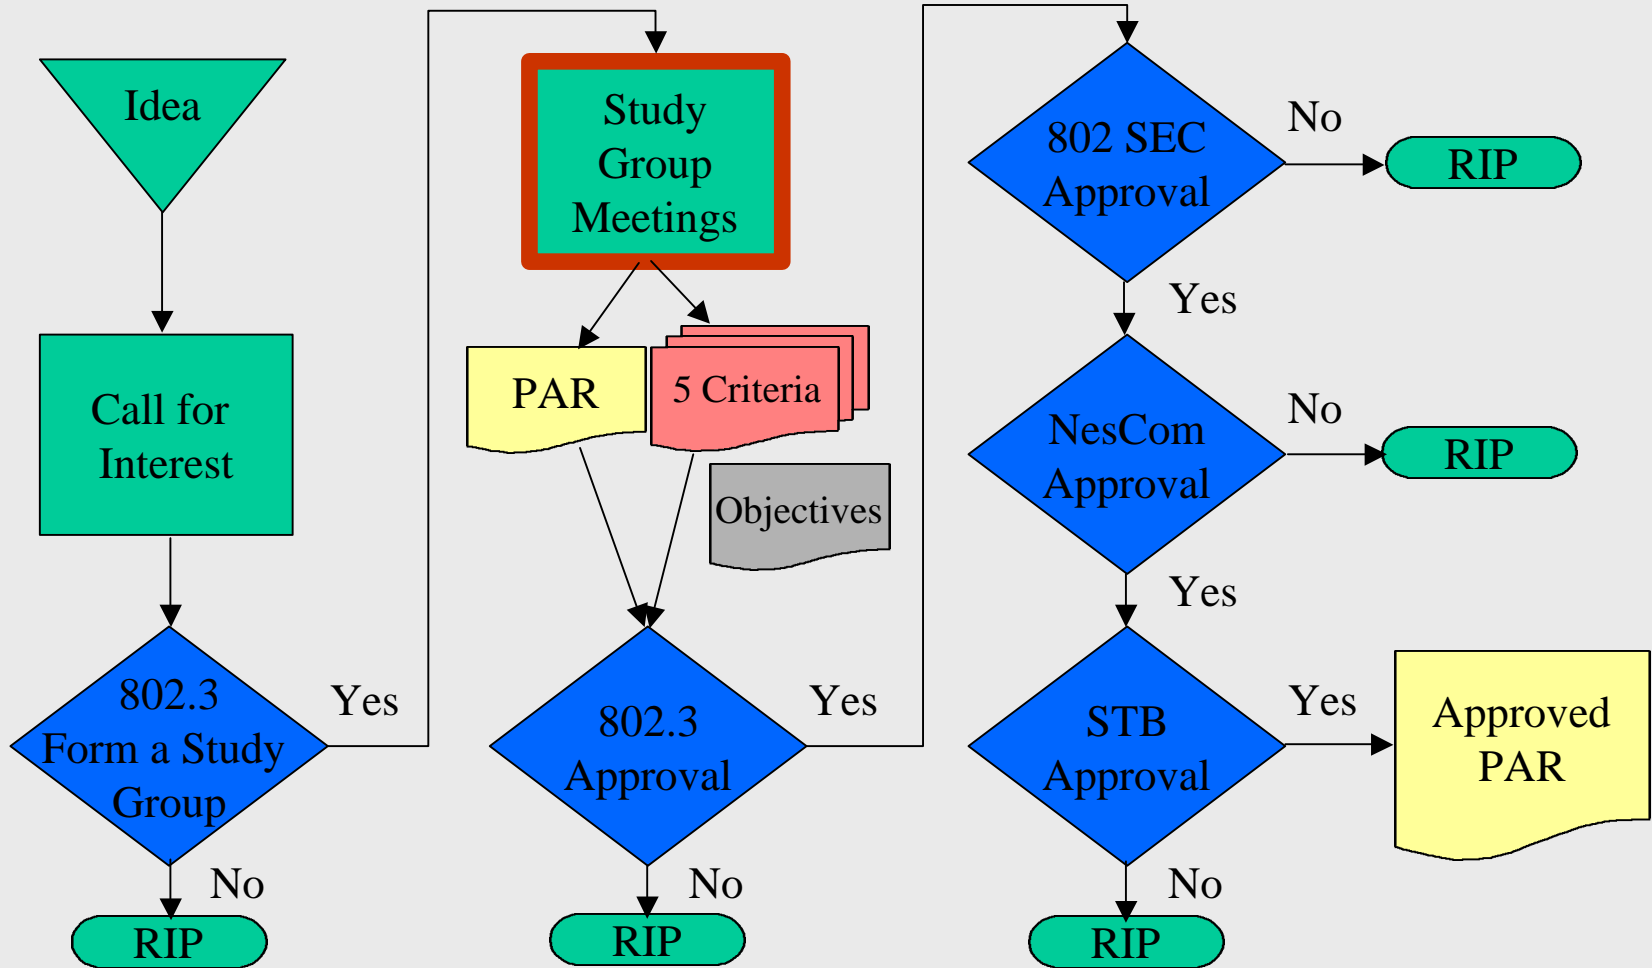 Idea
Call for
Interest
802.3
Form a Study
Group
Yes
No
RIP
Study
Group
Meetings
PAR
5 Criteria
Objectives
802.3
Approval
Yes
No
RIP
802 SEC
Approval
No
RIP
Yes
NesCom
Approval
No
RIP
Yes
STB
Approval
Yes
Approved
PAR
No
RIP